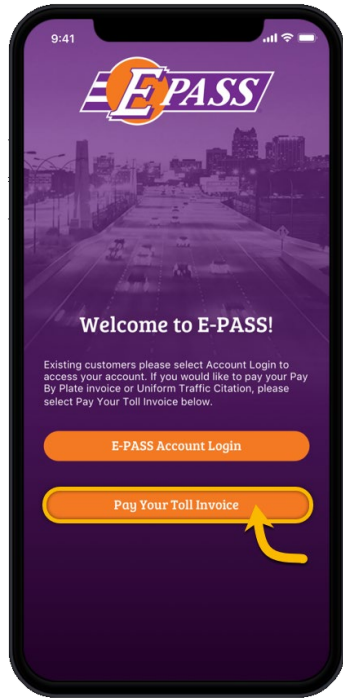 9:41
E PASS
Welcome to E-PASS!
Existing customers please select Account Login to
access your account. If you would like to pay your Pay
By Plate invoice or Uniform Traffic Citation, please
select Pay Your Toll Invoice below.
E-PASS Account Login
Pay Your Toll Invoice